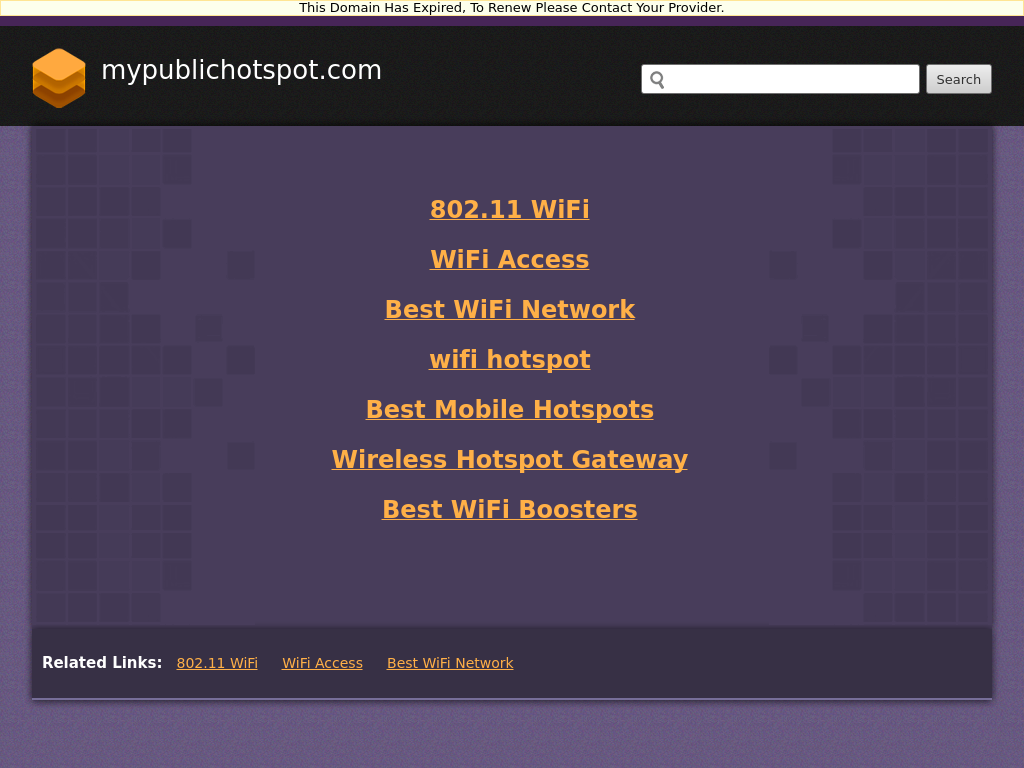 This Domain Has Expired, To Renew Please Contact Your Provider.
mypublichotspot.com
Search
802.11 WiFi
WiFi Access
Best WiFi Network
wifi hotspot
Best Mobile Hotspots
Wireless Hotspot Gateway
Best WiFi Boosters
Related Links: 802.11 WiFi WiFi Access Best WiFi Network